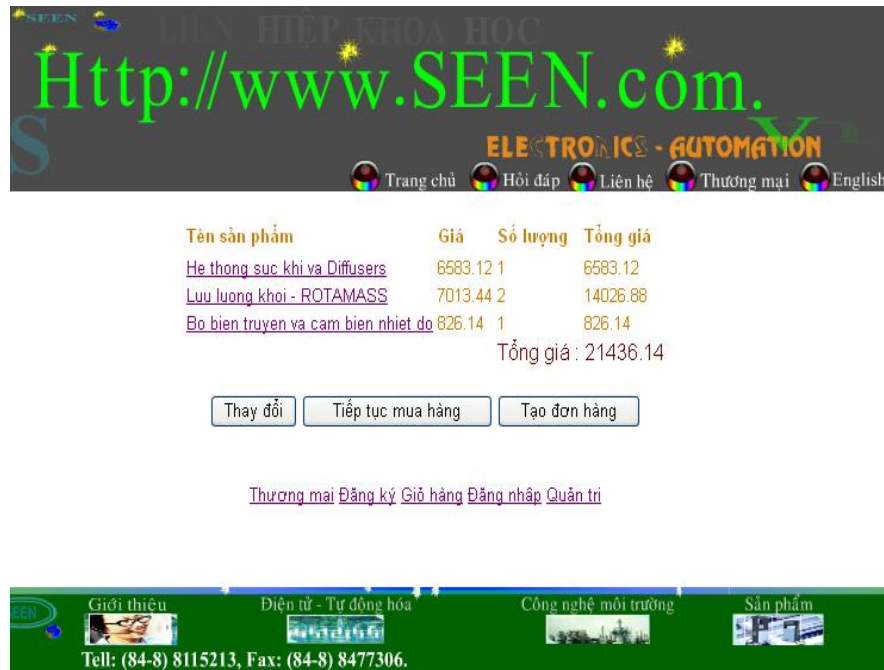 SEEN
LIEN HIỆP KHOA HỌC
Http://www.SEEN.com.
ELECTRONICS - AUTOMATION
Trang chủ Hỏi đáp Liên hệ Thương mại English
Tên sản phẩm Giá Số lượng Tổng giá
He thong suc khi va Diffusers 6583.12 1 6583.12
Luu luong khoi - ROTAMASS 7013.44 2 14026.88
Bo bien truyen va cam bien nhiet do 826.14 1 826.14
Tổng giá : 21436.14
Thay đổi Tiếp tục mua hàng Tạo đơn hàng
Thương mai Đăng ký Giỏ hàng Đăng nhập Quản tri
SEEN
Giới thiệu Điện tử - Tự động hóa Công nghệ môi trường Sản phẩm
Tell: (84-8) 8115213, Fax: (84-8) 8477306.